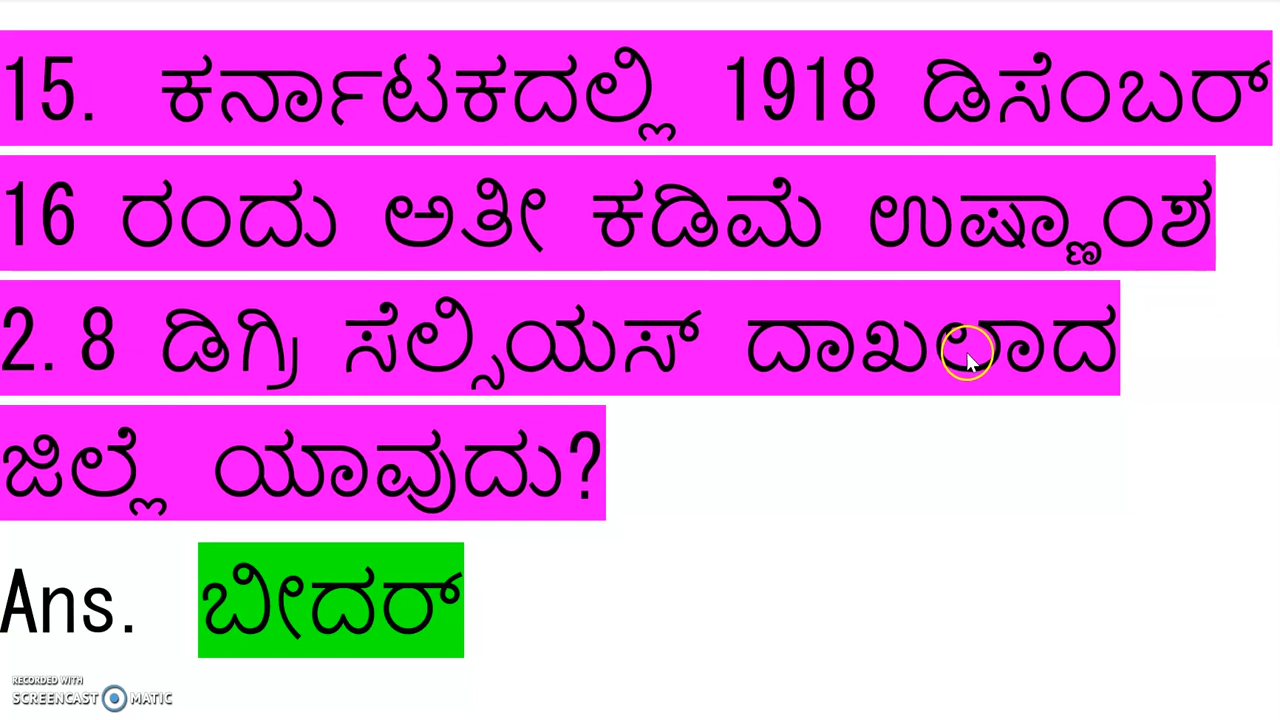 15. ಕರ್ನಾಟಕದಲ್ಲಿ 1918 ಡಿಸೆಂಬರ್
16 ರಂದು ಅತೀ ಕಡಿಮೆ ಉಷ್ಣಾಂಶ
2.8 ಡಿಗ್ರಿ ಸೆಲ್ಸಿಯಸ್ ದಾಖಲಾದ
ಜಿಲ್ಲೆ ಯಾವುದು?
Ans. ಬೀದರ್
RECORDED WITH
SCREENCAST MATIC